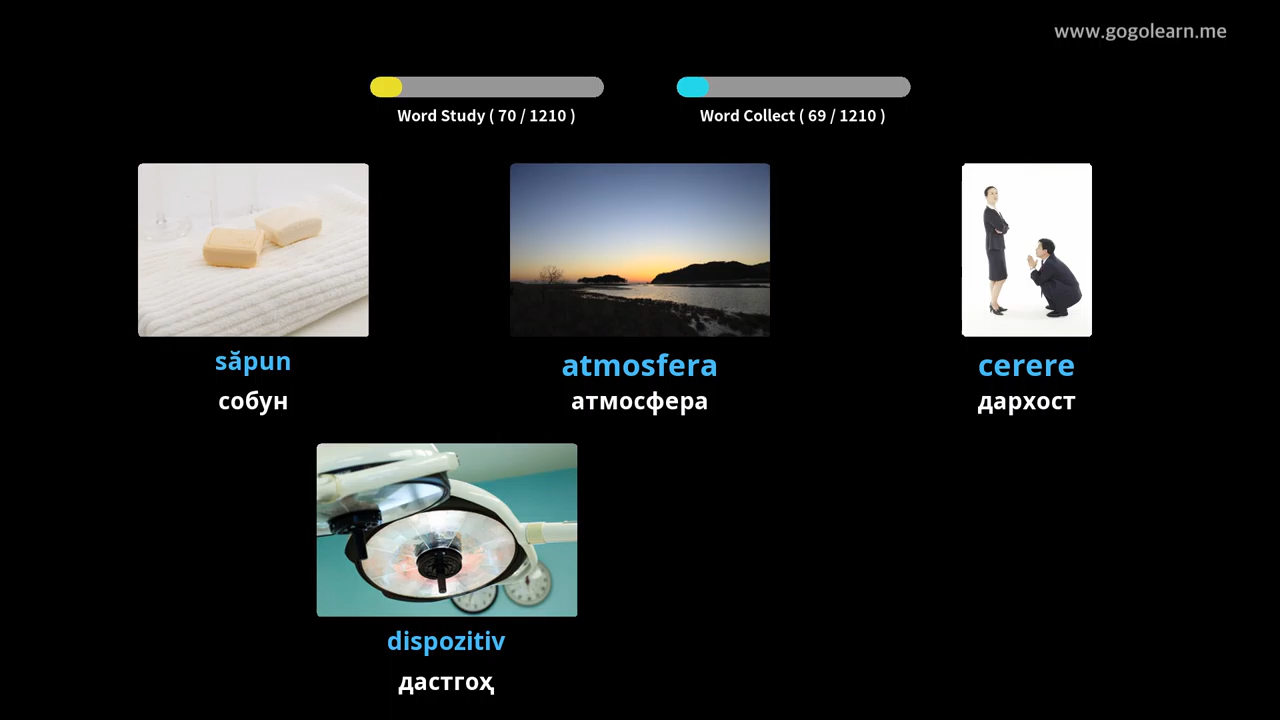 www.gogolearn.me
Word Study ( 70 / 1210 )
Word Collect ( 69 / 1210 )
săpun
atmosfera
cerere
собун
атмосфера
дархост
dispozitiv
дастгоҳ